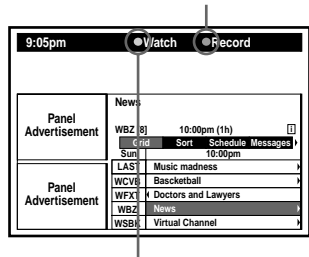 9:05pm Watch Record
Panel
Advertisement
News
WBZ [8] 10:00pm (1h) i
Grid Sort Schedule Messages
Sun 10:00pm
LAST Music madness
WCVB Bascketball
WFXT Doctors and Lawyers
Panel
Advertisement
WBZ News
WSBK Virtual Channel